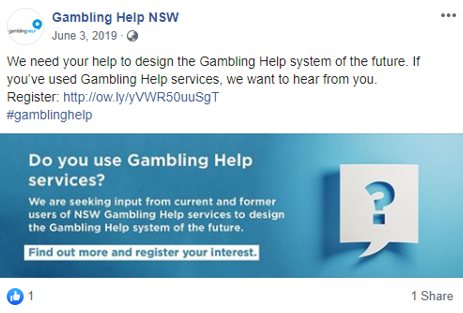 Gambling Help NSW
June 3, 2019 ·
We need your help to design the Gambling Help system of the future. If
you've used Gambling Help services, we want to hear from you.
Register: http://ow.ly/yVWR50uuSgT
#gamblinghelp
Do you use Gambling Help
services?
We are seeking input from current and former
users of NSW Gambling Help services to design
the Gambling Help system of the future.
Find out more and register your interest.
?
1
1 Share